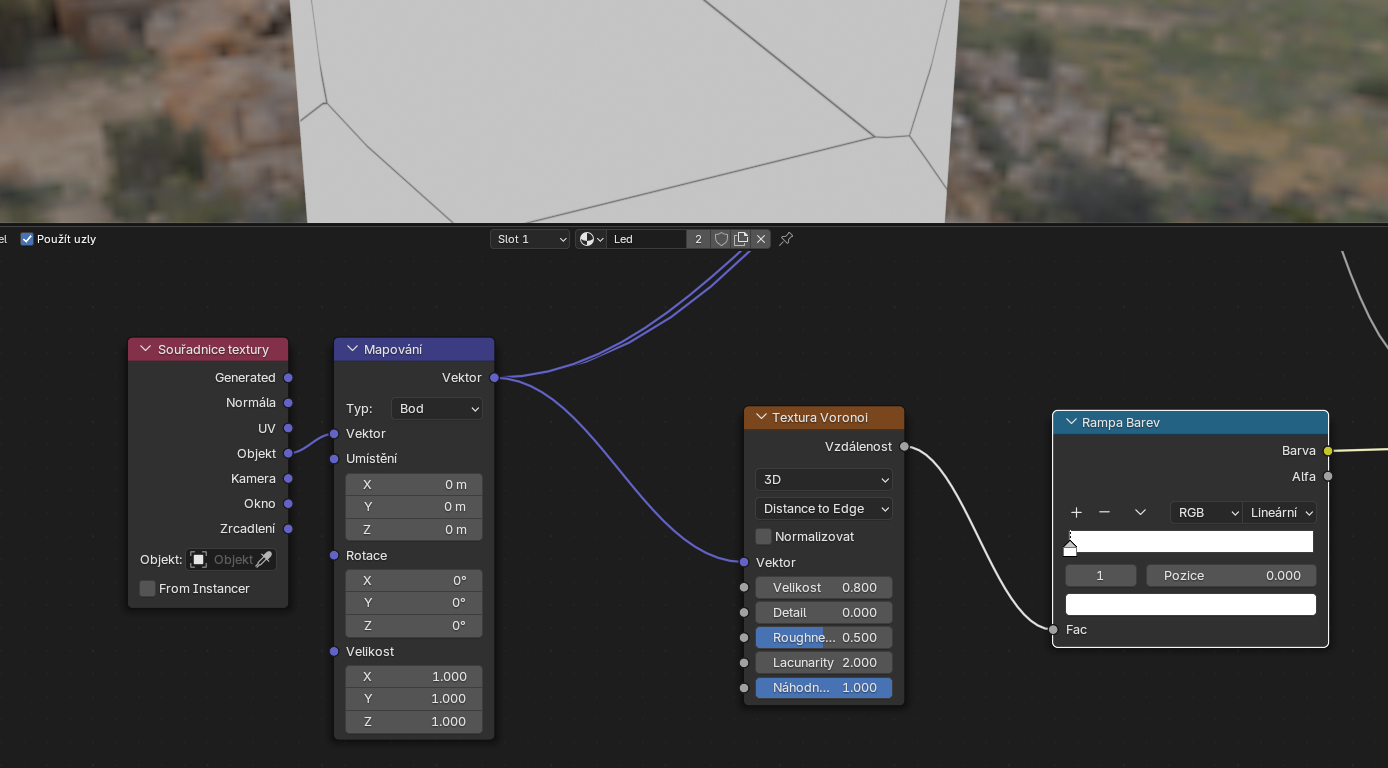 el
Použít uzly
Slot 1
Led
2
Souřadnice textury
Generated
Normála
UV
Objekt
Kamera
Okno
Zrcadlení
Objekt:
Objekt
From Instancer
Mapování
Vektor
Typ:
Bod
Vektor
Umístění
X 0 m
Y 0 m
Z 0 m
Rotace
X 0°
Y 0°
Z 0°
Velikost
X 1.000
Y 1.000
Z 1.000
Textura Voronoi
Vzdálenost
3D
Distance to Edge
Normalizovat
Vektor
Velikost 0.800
Detail 0.000
Roughne... 0.500
Lacunarity 2.000
Náhodn... 1.000
Rampa Barev
Barva
Alfa
RGB
Lineární
1
Pozice 0.000
Fac